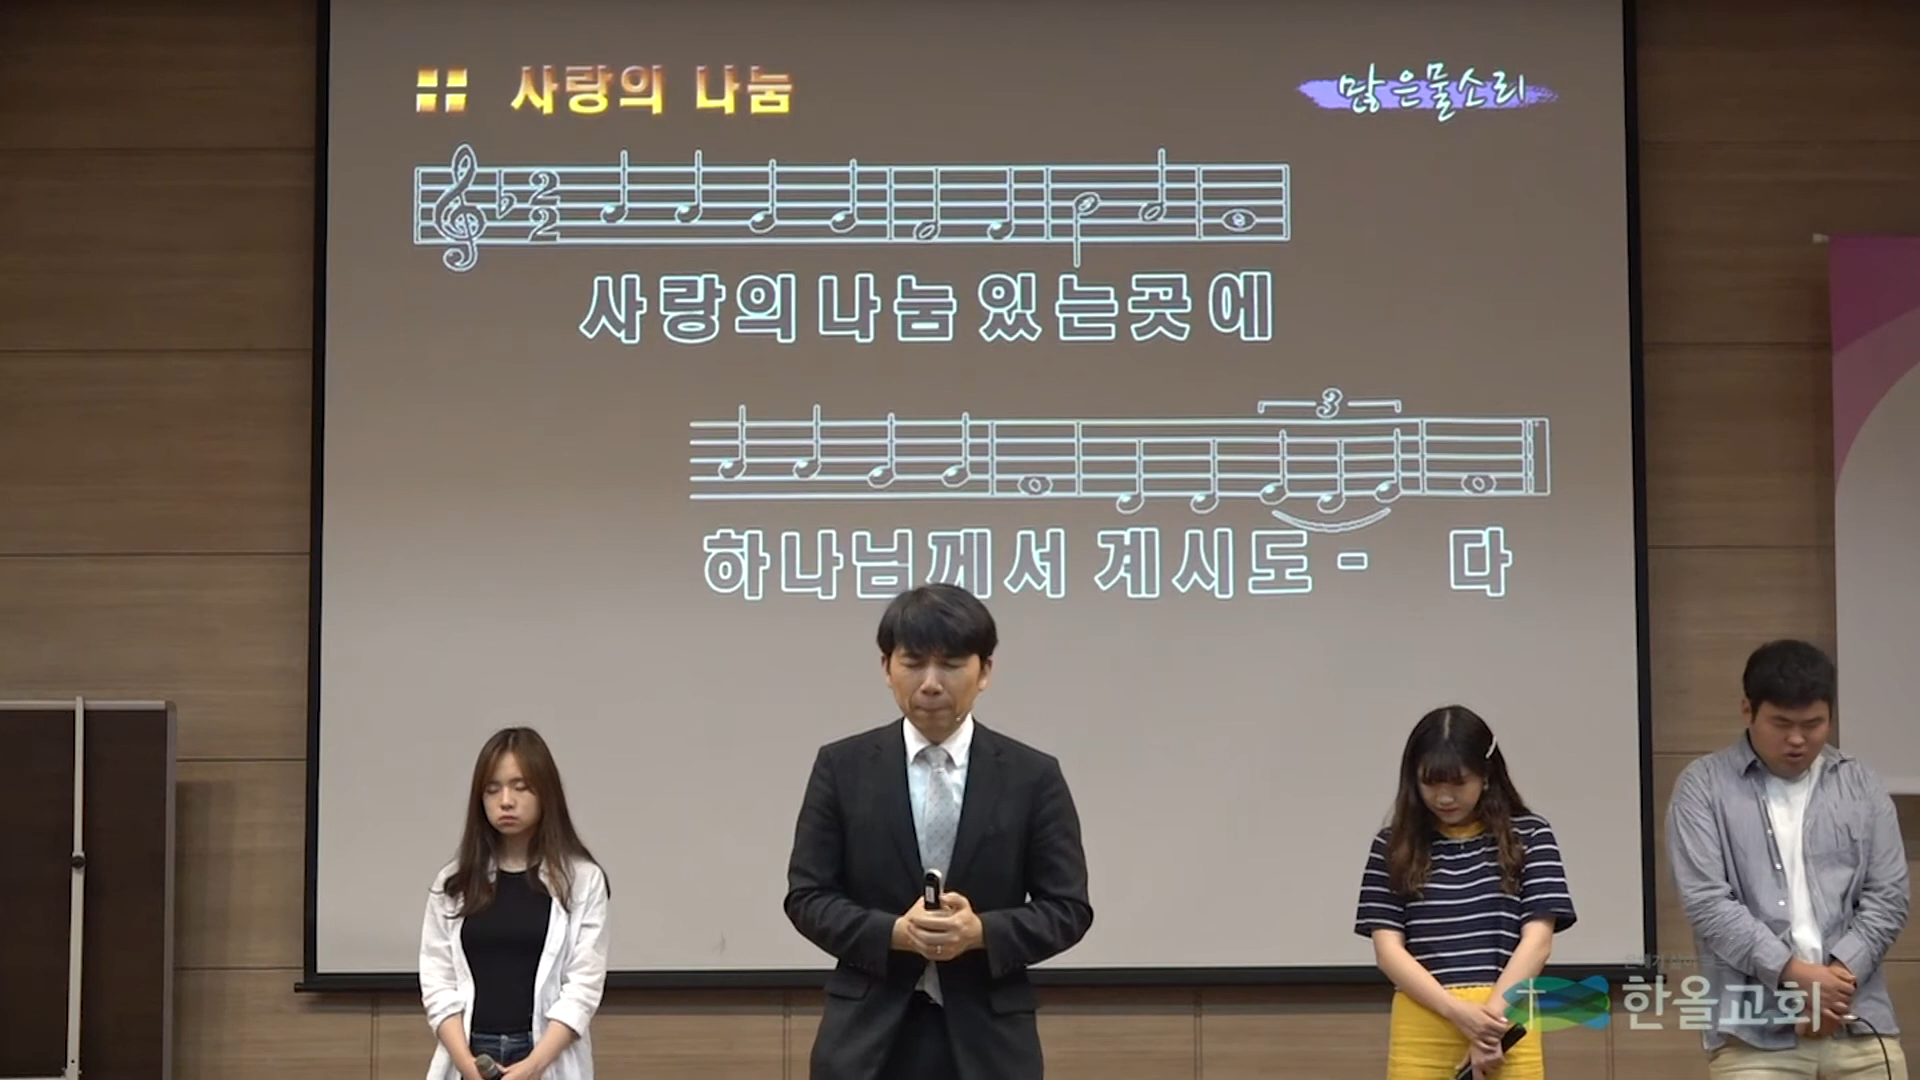 사랑의 나눔
많은물소리
사랑의나눔 있는곳에
3
하나님께서 계시도- 다
한올교회